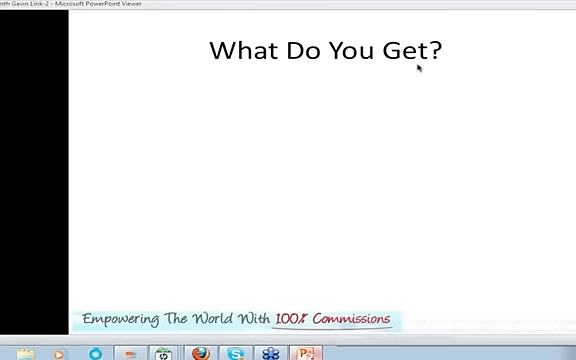 nth Gavin Link-2 - Microsoft PowerPoint Viewer
What Do You Get?
Empowering The World With 100% Commissions